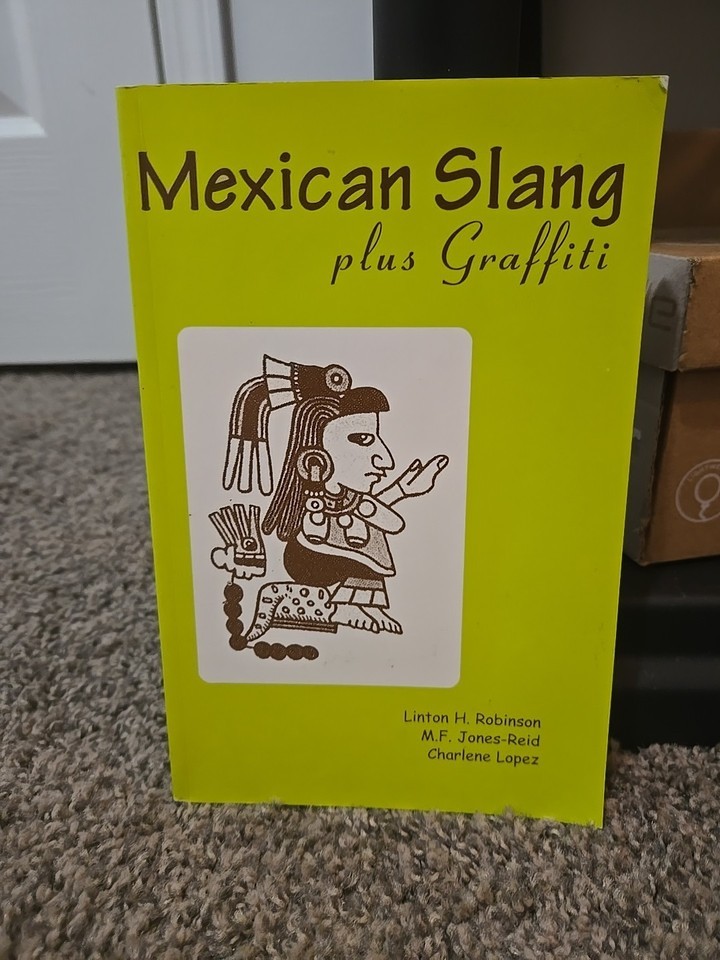 Mexican Slang
plus Graffiti
Linton H. Robinson
M.F. Jones-Reid
Charlene Lopez